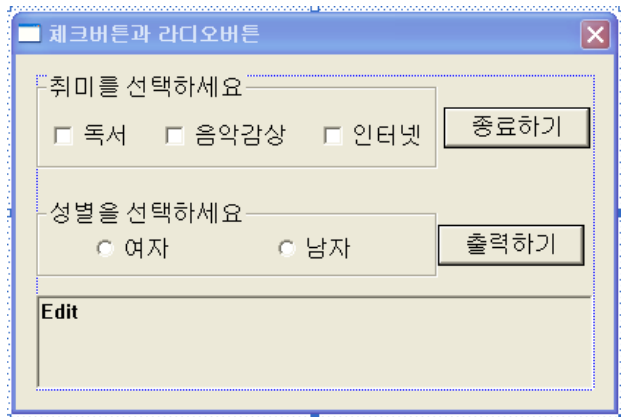 체크버튼과 라디오버튼
취미를 선택하세요
독서 음악감상 인터넷
종료하기
성별을 선택하세요
여자 남자
출력하기
Edit